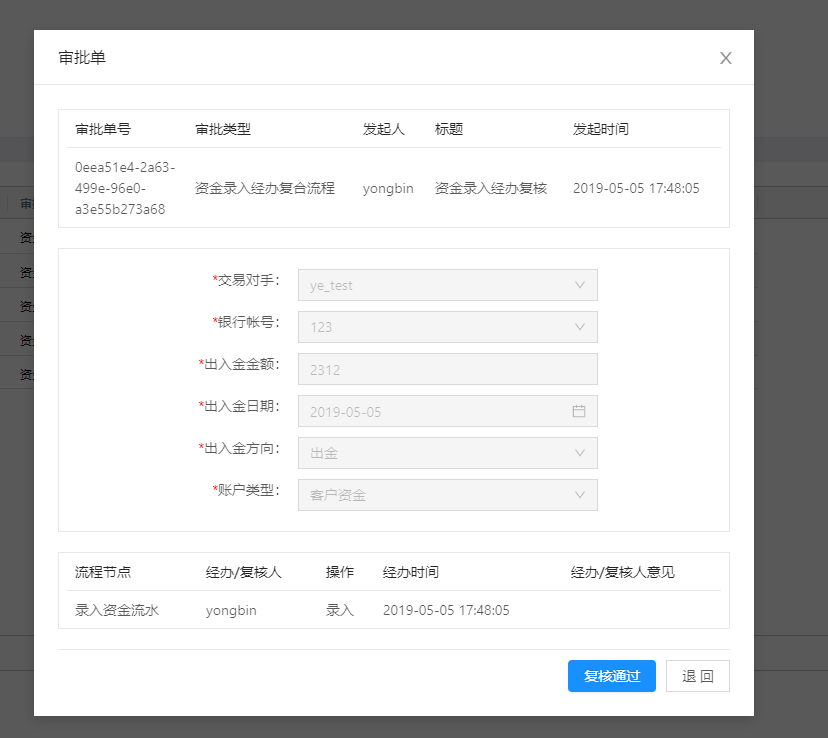 审批单
审批单号 审批类型 发起人 标题 发起时间
0eea51e4-2a63-
499e-96e0-
a3e55b273a68
资金录入经办复合流程 yongbin 资金录入经办复核 2019-05-05 17:48:05
*交易对手: ye_test
*银行帐号: 123
*出入金金额: 2312
*出入金日期: 2019-05-05
*出入金方向: 出金
*账户类型: 客户资金
流程节点 经办/复核人 操作 经办时间 经办/复核人意见
录入资金流水 yongbin 录入 2019-05-05 17:48:05
复核通过 退 回